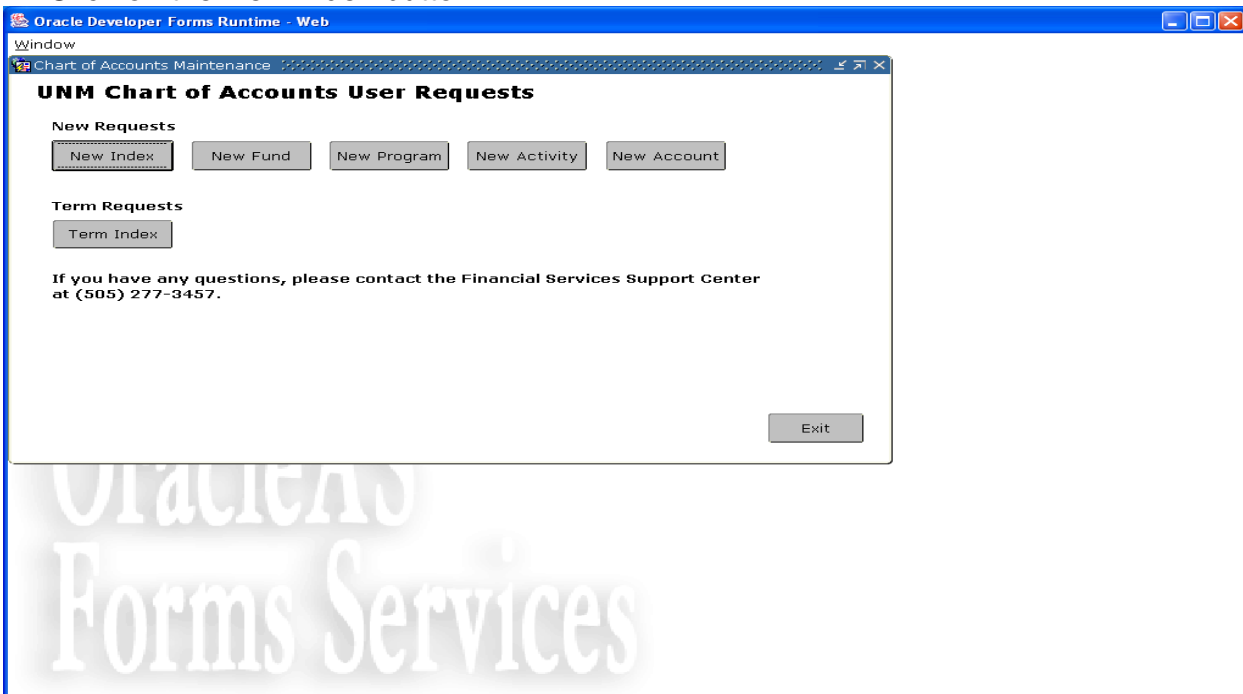 Oracle Developer Forms Runtime - Web
Window
Chart of Accounts Maintenance
UNM Chart of Accounts User Requests
New Requests
New Index New Fund New Program New Activity New Account
Term Requests
Term Index
If you have any questions, please contact the Financial Services Support Center
at (505) 277-3457.
Exit
OracleAS
Forms Services